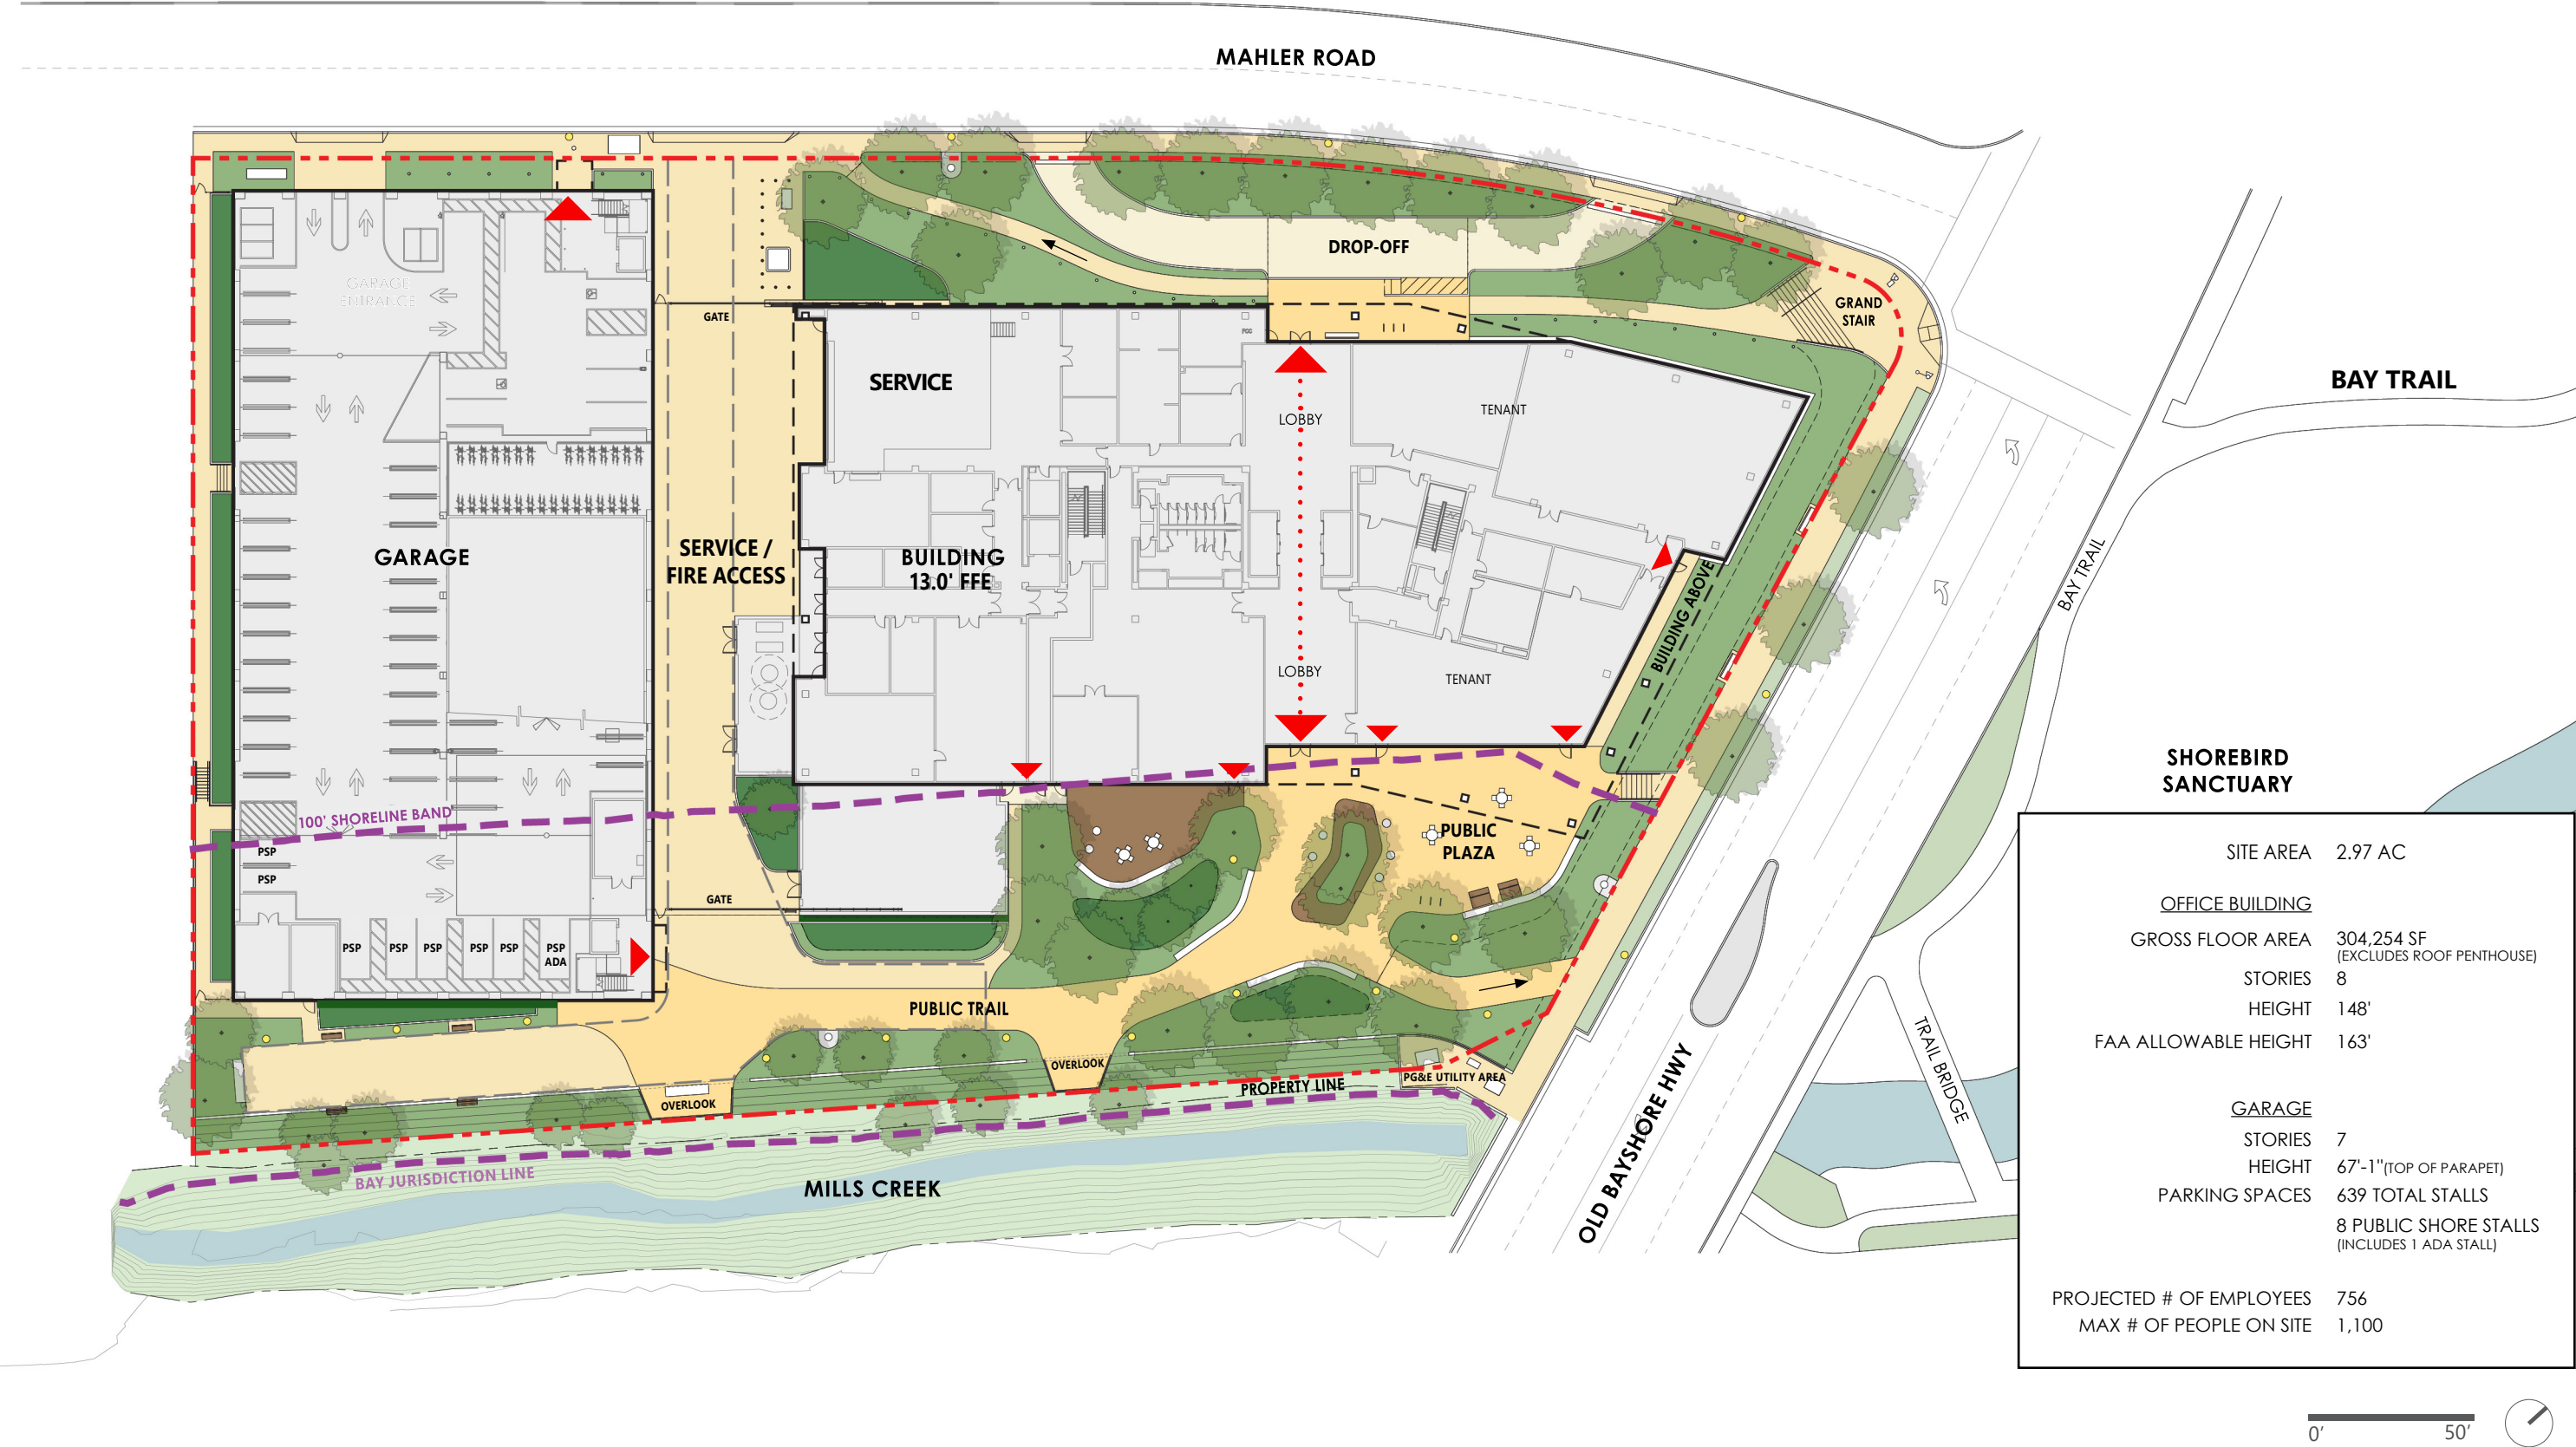 MAHLER ROAD
DROP-OFF
GRAND
STAIR
GARAGE
ENTRANCE
GATE
FCC
SERVICE
LOBBY
TENANT
BAY TRAIL
GARAGE
SERVICE /
FIRE ACCESS
BUILDING
13.0' FFE
BUILDING ABOVE
BAY TRAIL
LOBBY
TENANT
SHOREBIRD
SANCTUARY
100' SHORELINE BAND
PSP
PSP
PUBLIC
PLAZA
GATE
PSP
PSP
PSP
PSP
PSP
PSP
ADA
PUBLIC TRAIL
OVERLOOK
OVERLOOK
PROPERTY LINE
PG&E UTILITY AREA
TRAIL BRIDGE
OLD BAYSHORE HWY
BAY JURISDICTION LINE
MILLS CREEK
SITE AREA 2.97 AC
OFFICE BUILDING
GROSS FLOOR AREA 304,254 SF
(EXCLUDES ROOF PENTHOUSE)
STORIES 8
HEIGHT 148'
FAA ALLOWABLE HEIGHT 163'
GARAGE
STORIES 7
HEIGHT 67'-1"(TOP OF PARAPET)
PARKING SPACES 639 TOTAL STALLS
8 PUBLIC SHORE STALLS
(INCLUDES 1 ADA STALL)
PROJECTED # OF EMPLOYEES 756
MAX # OF PEOPLE ON SITE 1,100
0' 50'